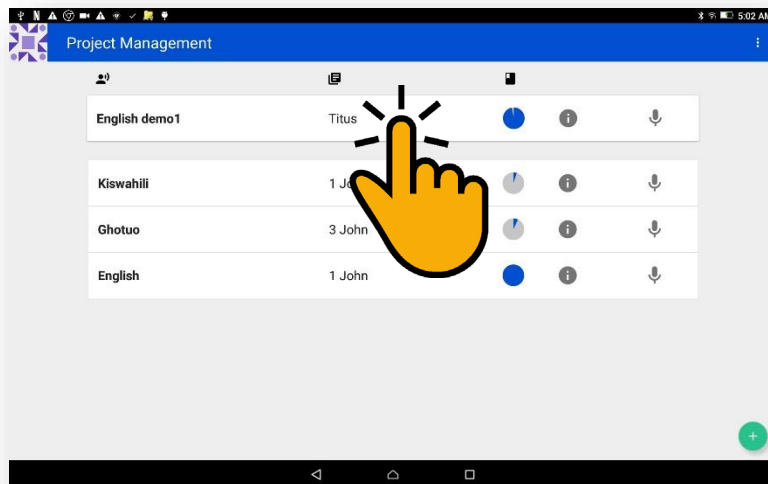 5:02 AM
Project Management
English demo1 Titus
Kiswahili
3 John
Ghotuo
English 1 John